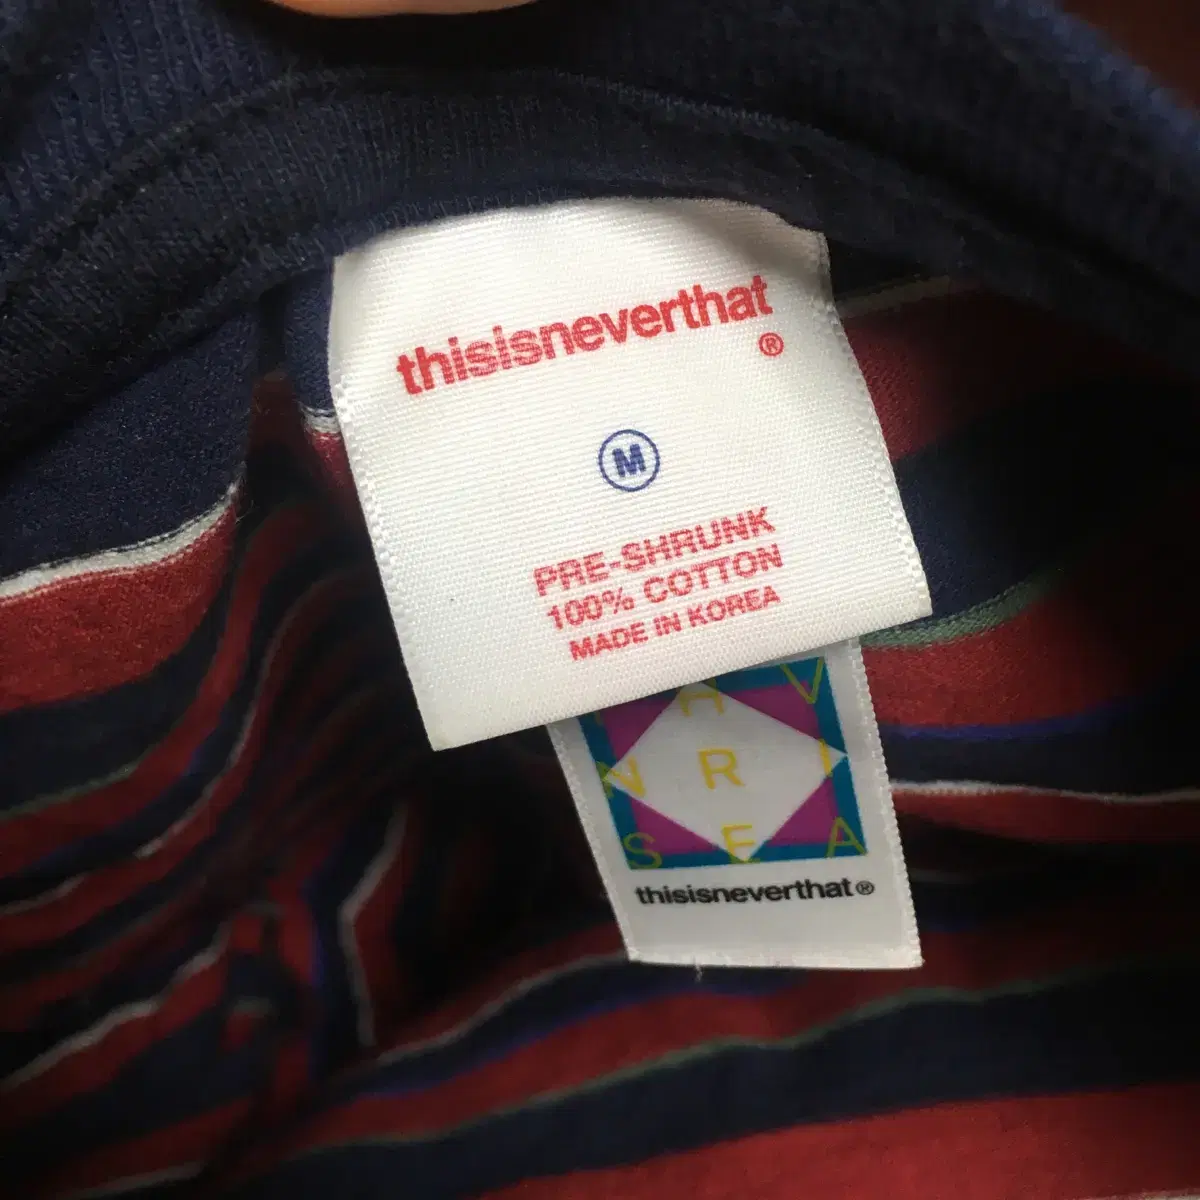 thisisneverthat
®
M
PRE-SHRUNK
100% COTTON
MADE IN KOREA
A V
N R I
S E A
thisisneverthat®